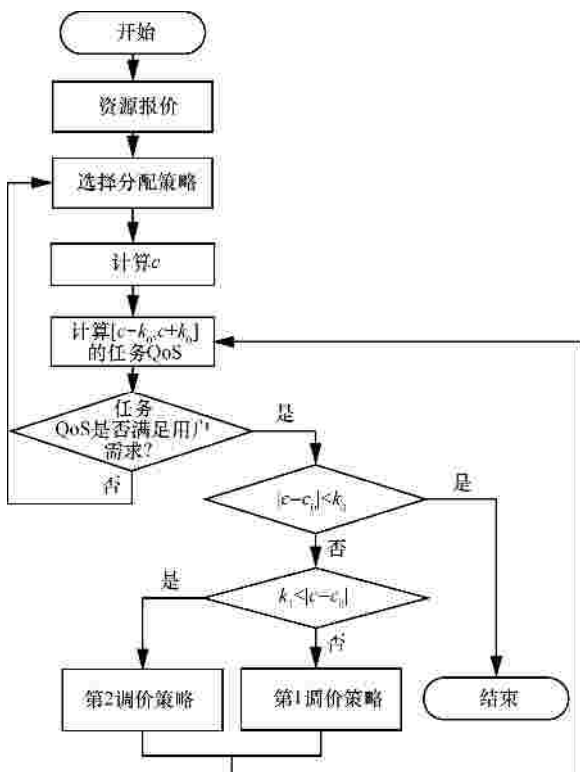 开始
资源报价
选择分配策略
计算c
计算[c-k₀,c+k₀]
的任务QoS
任务
QoS是否满足用户
需求?
是
否
|c-c₀|<k₀
是
否
k₁<|c-c₀|
是
否
第2调价策略
第1调价策略
结束